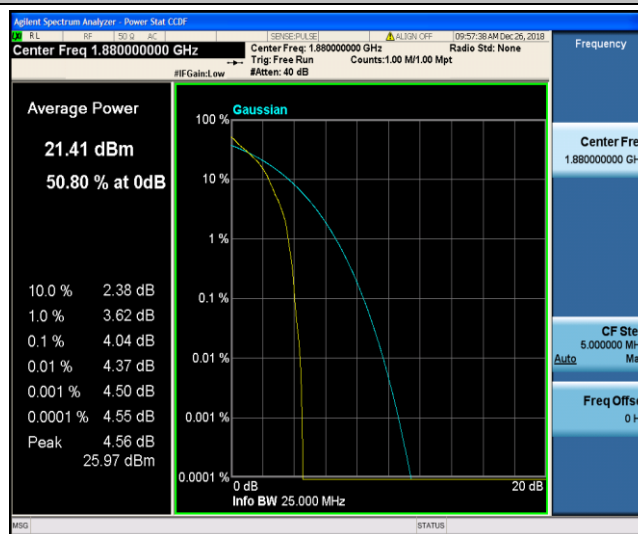 Agilent Spectrum Analyzer - Power Stat CCDF
RL RF 50 Ω AC SENSE:PULSE ALIGN OFF 09:57:38 AM Dec 26, 2018
Center Freq 1.880000000 GHz
Center Freq: 1.880000000 GHz Radio Std: None
Trig: Free Run Counts:1.00 M/1.00 Mpt
#IFGain:Low #Atten: 40 dB
Frequency
Average Power
21.41 dBm
50.80 % at 0dB
10.0 % 2.38 dB
1.0 % 3.62 dB
0.1 % 4.04 dB
0.01 % 4.37 dB
0.001 % 4.50 dB
0.0001 % 4.55 dB
Peak 4.56 dB
25.97 dBm
Gaussian
100 %
10 %
1 %
0.1 %
0.01 %
0.001 %
0.0001 %
0 dB 20 dB
Info BW 25.000 MHz
Center Fre
1.880000000 GH
CF Ste
5.000000 MH
Auto Ma
Freq Offse
0 H
MSG STATUS